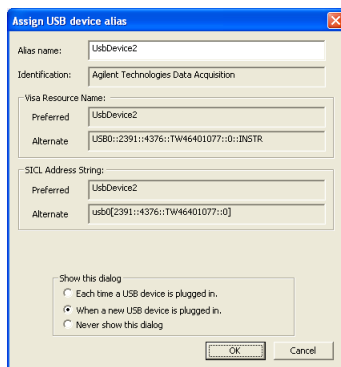 Assign USB device alias
Alias name: UsbDevice2
Identification: Agilent Technologies Data Acquisition
Visa Resource Name:
Preferred UsbDevice2
Alternate USB0::2391::4376::TW46401077::0::INSTR
SICL Address String:
Preferred UsbDevice2
Alternate usb0[2391::4376::TW46401077::0]
Show this dialog
Each time a USB device is plugged in.
When a new USB device is plugged in.
Never show this dialog
OK Cancel